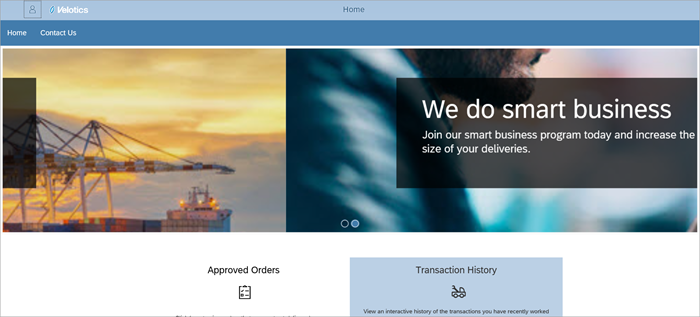 Velotics
Home
Home
Contact Us
We do smart business
Join our smart business program today and increase the
size of your deliveries.
Approved Orders
Transaction History
View an interactive history of the transactions you have recently worked